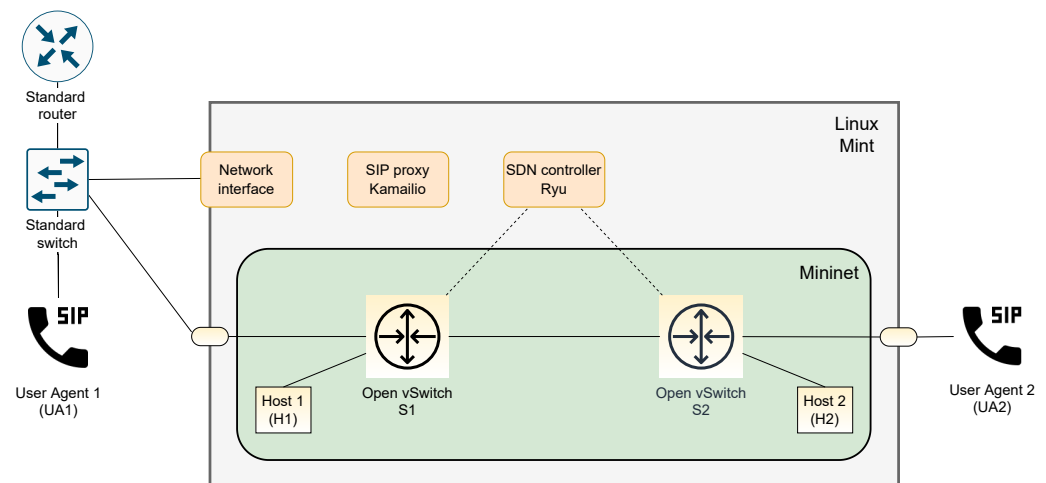 Standard
router
Linux
Mint
Network
interface
SIP proxy
Kamailio
SDN controller
Ryu
Standard
switch
Mininet
SIP
SIP
User Agent 1
(UA1)
Host 1
(H1)
Open vSwitch
S1
Open vSwitch
S2
Host 2
(H2)
User Agent 2
(UA2)